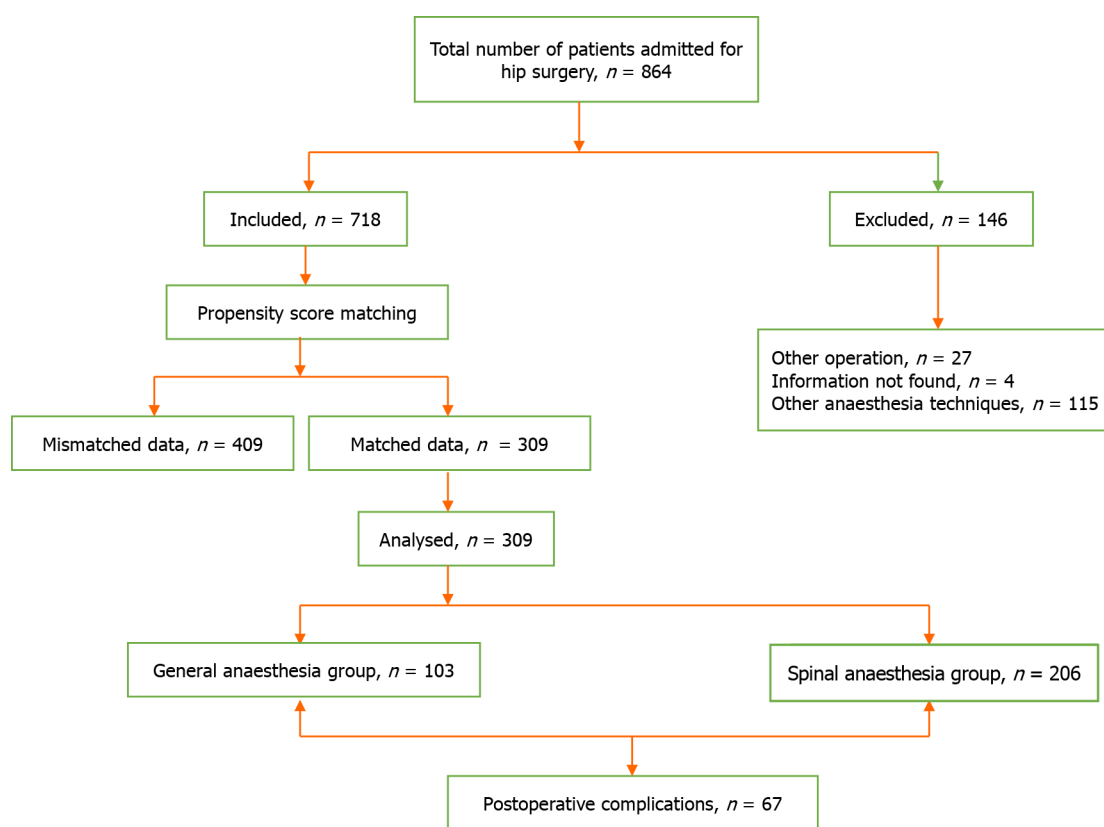 Total number of patients admitted for
hip surgery, n = 864
Included, n = 718
Excluded, n = 146
Propensity score matching
Other operation, n = 27
Information not found, n = 4
Other anaesthesia techniques, n = 115
Mismatched data, n = 409
Matched data, n = 309
Analysed, n = 309
General anaesthesia group, n = 103
Spinal anaesthesia group, n = 206
Postoperative complications, n = 67